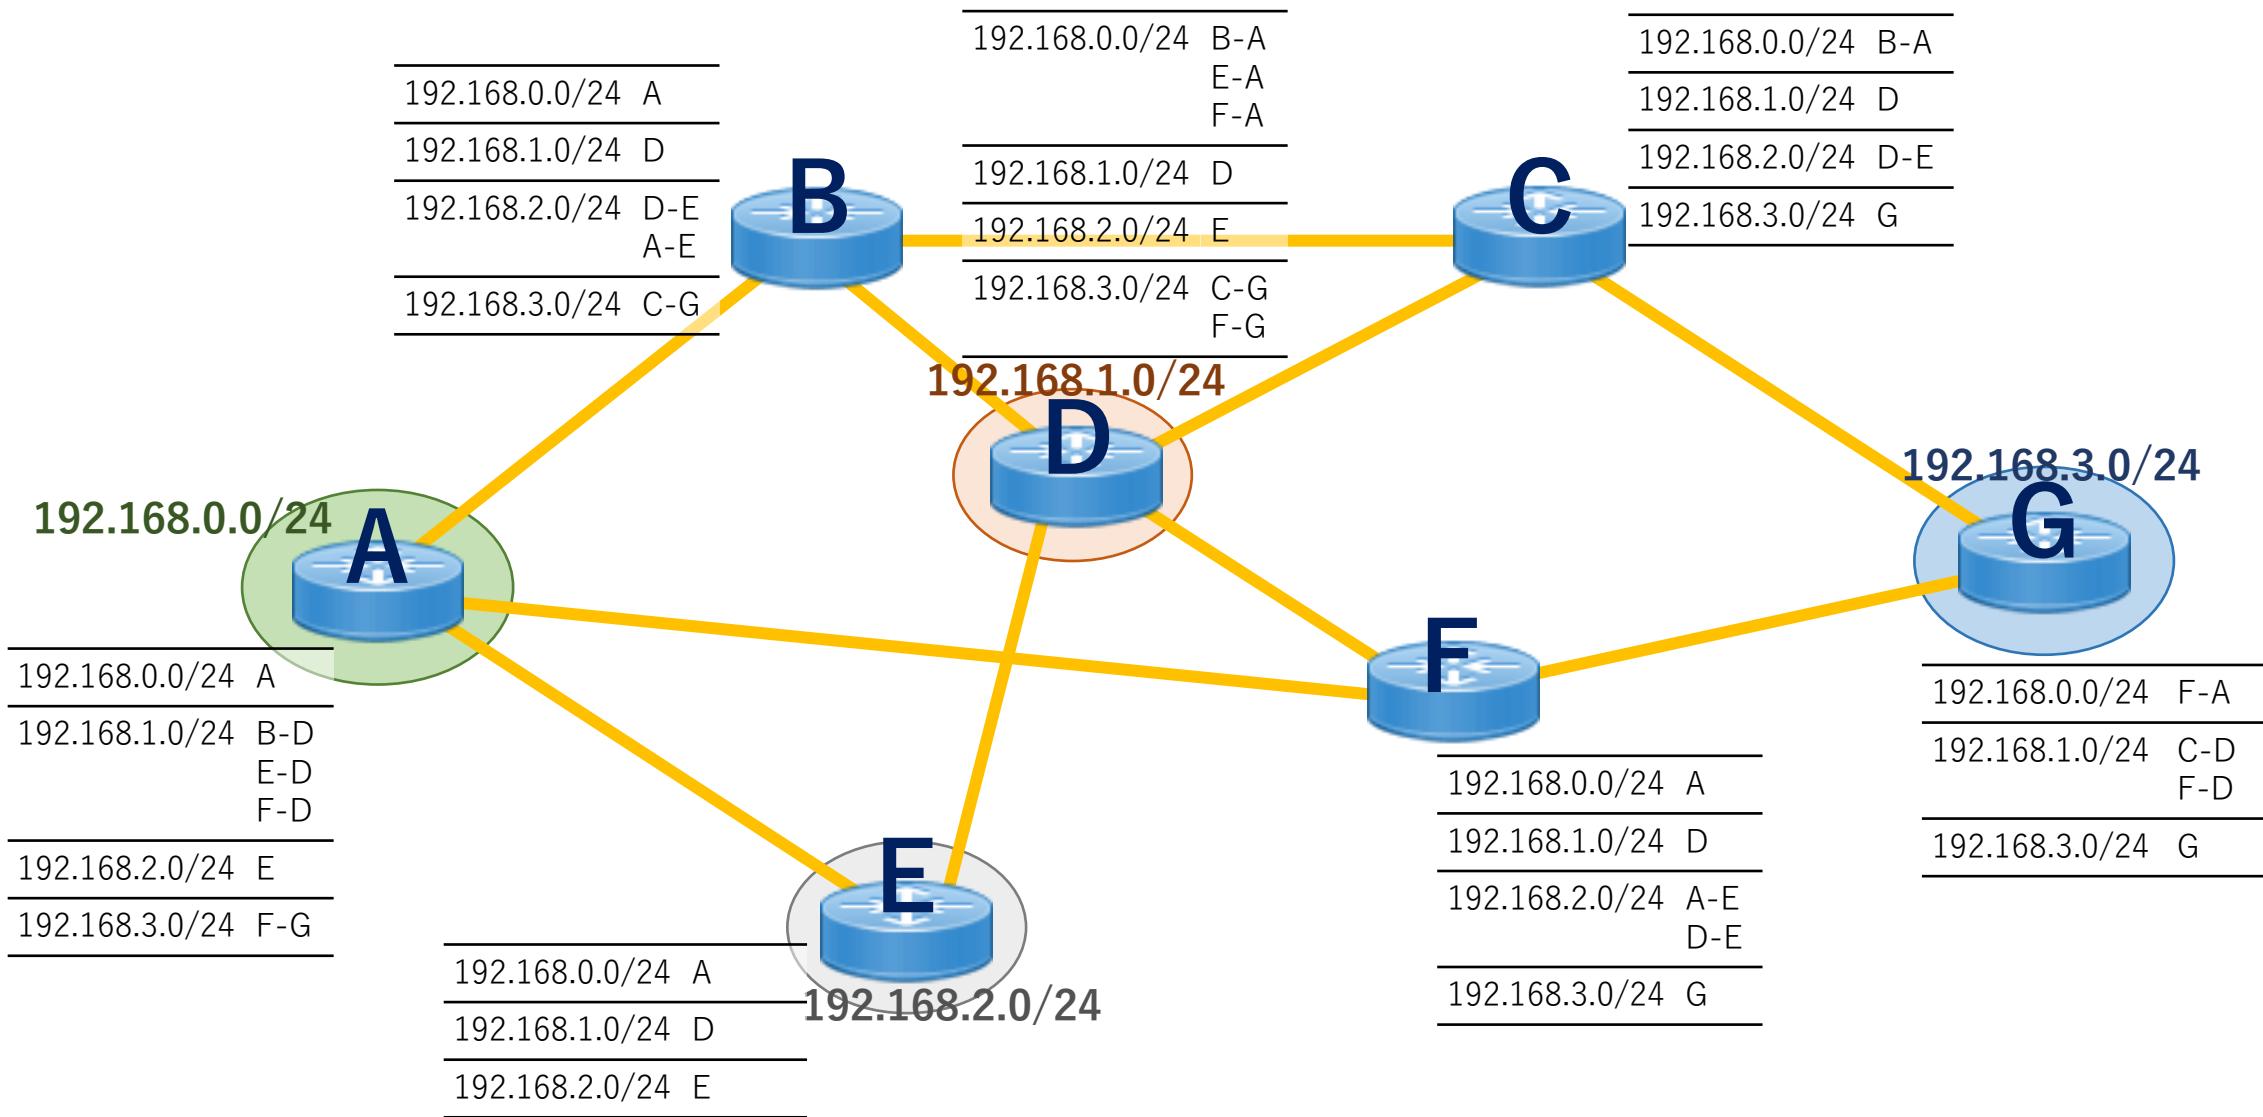 192.168.0.0/24 A
192.168.1.0/24 D
192.168.2.0/24 D-E
A-E
192.168.3.0/24 C-G
B
192.168.0.0/24 B-A
E-A
F-A
192.168.1.0/24 D
192.168.2.0/24 E
192.168.3.0/24 C-G
F-G
192.168.1.0/24
D
C
192.168.0.0/24 B-A
192.168.1.0/24 D
192.168.2.0/24 D-E
192.168.3.0/24 G
192.168.0.0/24
A
192.168.0.0/24 A
192.168.1.0/24 B-D
E-D
F-D
192.168.2.0/24 E
192.168.3.0/24 F-G
E
192.168.2.0/24
192.168.0.0/24 A
192.168.1.0/24 D
192.168.2.0/24 E
F
192.168.0.0/24 A
192.168.1.0/24 D
192.168.2.0/24 A-E
D-E
192.168.3.0/24 G
192.168.3.0/24
G
192.168.0.0/24 F-A
192.168.1.0/24 C-D
F-D
192.168.3.0/24 G